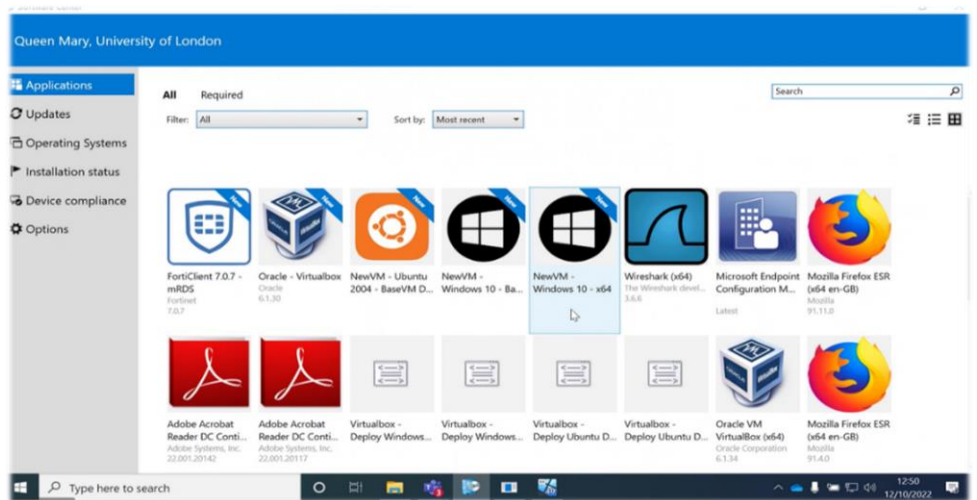 Software Center
Queen Mary, University of London
Applications
Updates
Operating Systems
Installation status
Device compliance
Options
All Required
Search
Filter: All
Sort by: Most recent
New
New
New
New
New
FortiClient 7.0.7 -
mRDS
Fortinet
7.0.7
Oracle - Virtualbox
Oracle
6.1.30
NewVM - Ubuntu
2004 - BaseVM D...
NewVM -
Windows 10 - Ba...
NewVM -
Windows 10 - x64
Wireshark (x64)
The Wireshark devel...
3.6.6
Microsoft Endpoint
Configuration M...
Latest
Mozilla Firefox ESR
(x64 en-GB)
Mozilla
91.11.0
Adobe Acrobat
Reader DC Conti...
Adobe Systems, Inc.
22.001.20142
Adobe Acrobat
Reader DC Conti...
Adobe Systems, Inc.
22.001.20117
Virtualbox -
Deploy Windows...
Virtualbox -
Deploy Windows...
Virtualbox -
Deploy Ubuntu D...
Virtualbox -
Deploy Ubuntu D...
Oracle VM
VirtualBox (x64)
Oracle Corporation
6.1.34
Mozilla Firefox ESR
(x64 en-GB)
Mozilla
91.4.0
Type here to search
12:50
12/10/2022